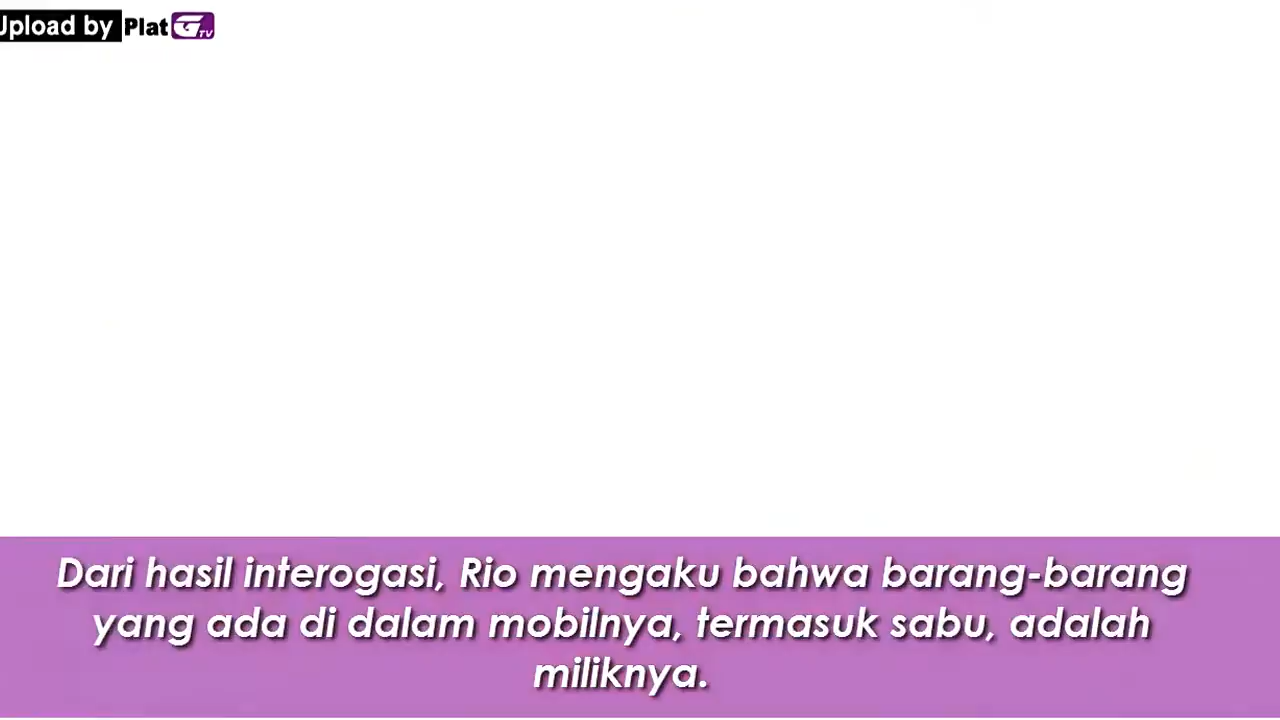 Upload by Plat G TV
Dari hasil interogasi, Rio mengaku bahwa barang-barang
yang ada di dalam mobilnya, termasuk sabu, adalah
miliknya.